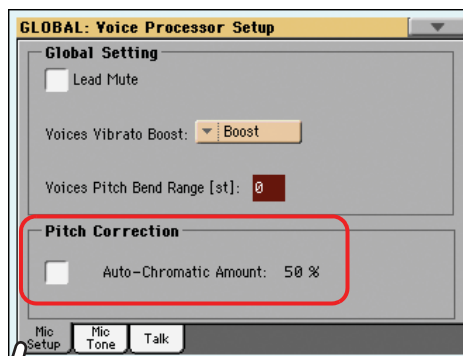 GLOBAL: Voice Processor Setup
Global Setting
Lead Mute
Voices Vibrato Boost: Boost
Voices Pitch Bend Range [st]: 0
Pitch Correction
Auto-Chromatic Amount: 50 %
Mic Setup Mic Tone Talk